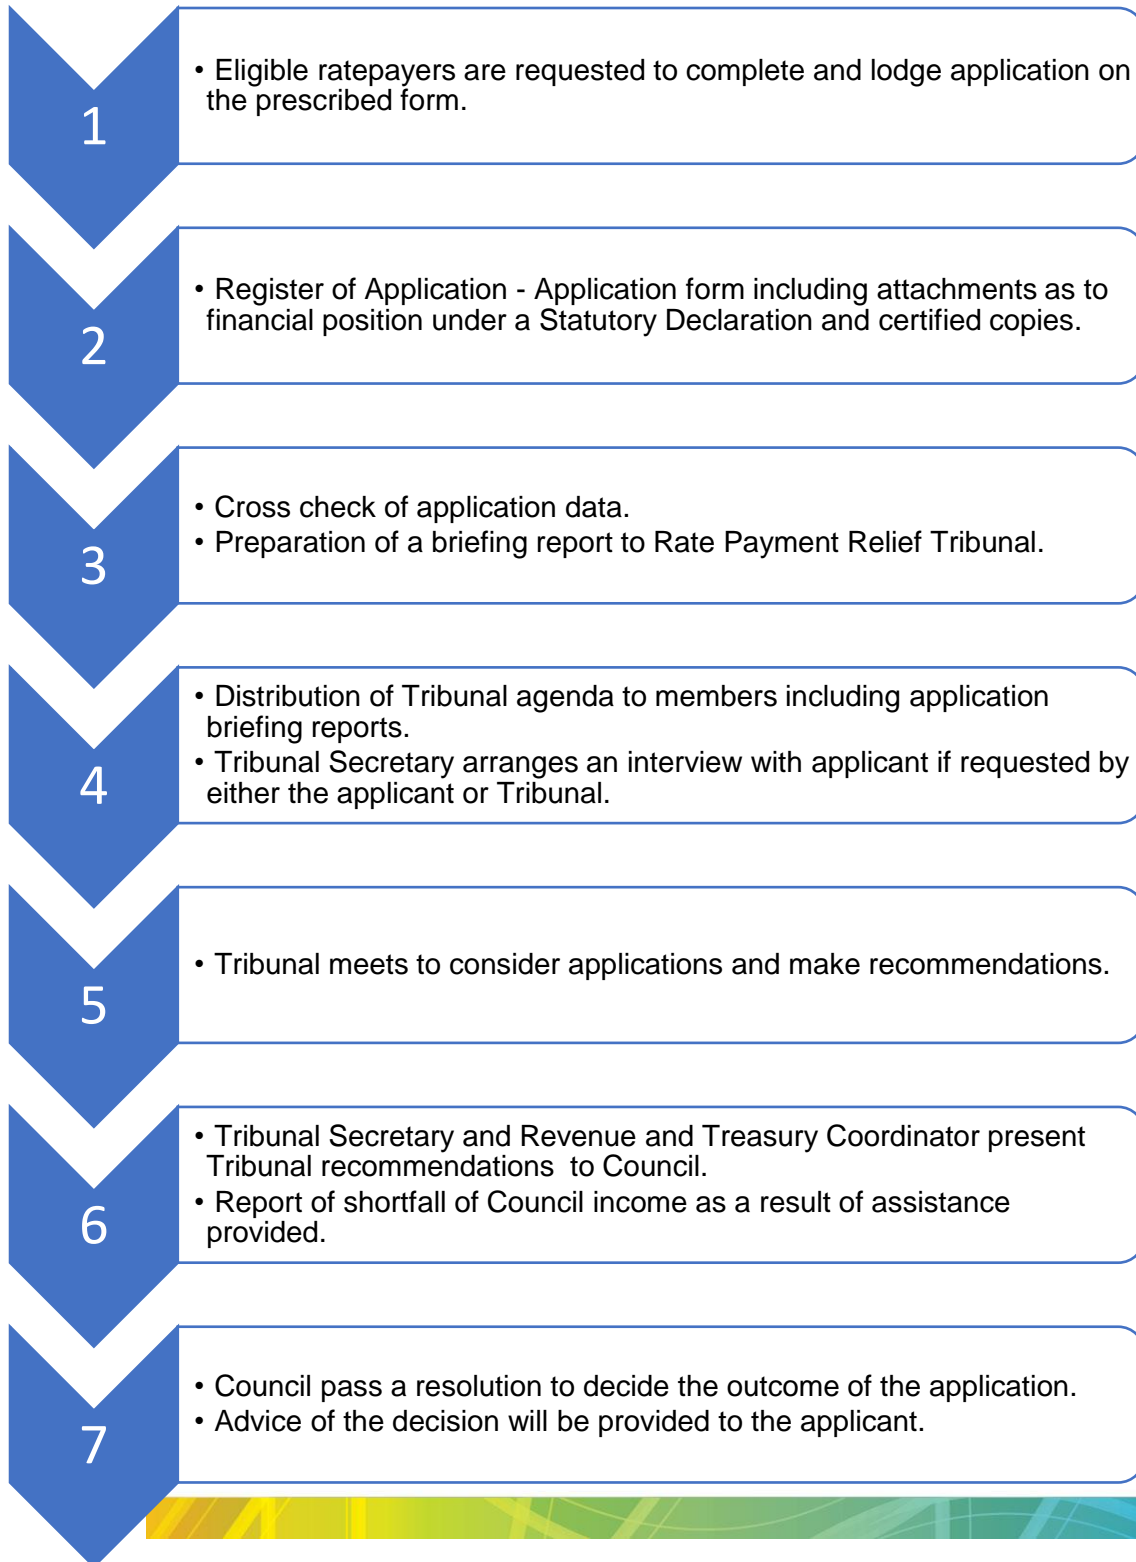 1
• Eligible ratepayers are requested to complete and lodge application on
the prescribed form.
2
• Register of Application - Application form including attachments as to
financial position under a Statutory Declaration and certified copies.
3
• Cross check of application data.
• Preparation of a briefing report to Rate Payment Relief Tribunal.
4
• Distribution of Tribunal agenda to members including application
briefing reports.
• Tribunal Secretary arranges an interview with applicant if requested by
either the applicant or Tribunal.
5
• Tribunal meets to consider applications and make recommendations.
6
• Tribunal Secretary and Revenue and Treasury Coordinator present
Tribunal recommendations  to Council.
• Report of shortfall of Council income as a result of assistance
provided.
7
• Council pass a resolution to decide the outcome of the application.
• Advice of the decision will be provided to the applicant.